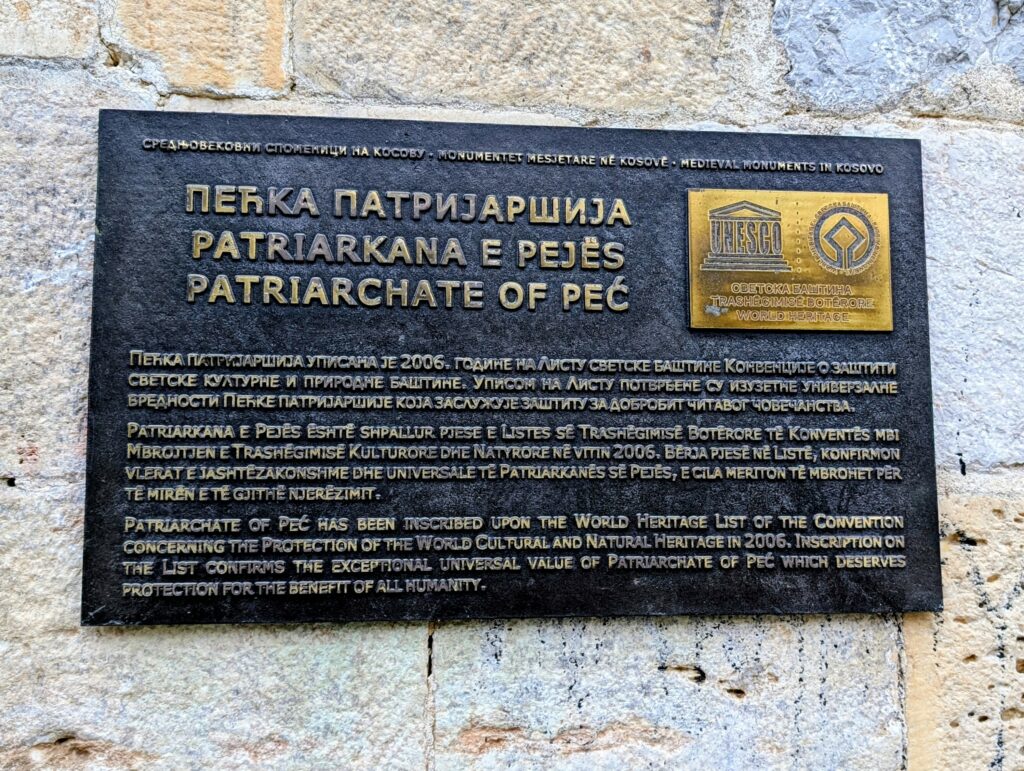 СРЕДЊОВЕКОВНИ СПОМЕНИЦИ НА КОСОВУ · MONUMENTET MESJETARE NË KOSOVË · MEDIEVAL MONUMENTS IN KOSOVO
ПЕЋКА ПАТРИЈАРШИЈА
PATRIARKANA E PEJËS
PATRIARCHATE OF PEĆ
UNESCO
СВЕТСКА БАШТИНА
TRASHËGIMISË BOTËRORE
WORLD HERITAGE
ПЕЋКА ПАТРИЈАРШИЈА УПИСАНА ЈЕ 2006. ГОДИНЕ НА ЛИСТУ СВЕТСКЕ БАШТИНЕ КОНВЕНЦИЈЕ О ЗАШТИТИ
СВЕТСКЕ КУЛТУРНЕ И ПРИРОДНЕ БАШТИНЕ. УПИСОМ НА ЛИСТУ ПОТВРЂЕНЕ СУ ИЗУЗЕТНЕ УНИВЕРЗАЛНЕ
ВРЕДНОСТИ ПЕЋКЕ ПАТРИЈАРШИЈЕ КОЈА ЗАСЛУЖУЈЕ ЗАШТИТУ ЗА ДОБРОБИТ ЧИТАВОГ ЧОВЕЧАНСТВА.
PATRIARKANA E PEJËS ËSHTË SHPALLUR PJESE E LISTES SË TRASHËGIMISË BOTËRORE TË KONVENTËS MBI
MBROJTJEN E TRASHËGIMISË KULTURORE DHE NATYRORE NË VITIN 2006. BËRJA PJESË NË LISTË, KONFIRMON
VLERAT E JASHTËZAKONSHME DHE UNIVERSALE TË PATRIARKANËS SË PEJËS, E CILA MERITON TË MBROHET PËR
TË MIRËN E TË GJITHË NJERËZIMIT.
PATRIARCHATE OF PEĆ HAS BEEN INSCRIBED UPON THE WORLD HERITAGE LIST OF THE CONVENTION
CONCERNING THE PROTECTION OF THE WORLD CULTURAL AND NATURAL HERITAGE IN 2006. INSCRIPTION ON
THE LIST CONFIRMS THE EXCEPTIONAL UNIVERSAL VALUE OF PATRIARCHATE OF PEĆ WHICH DESERVES
PROTECTION FOR THE BENEFIT OF ALL HUMANITY.